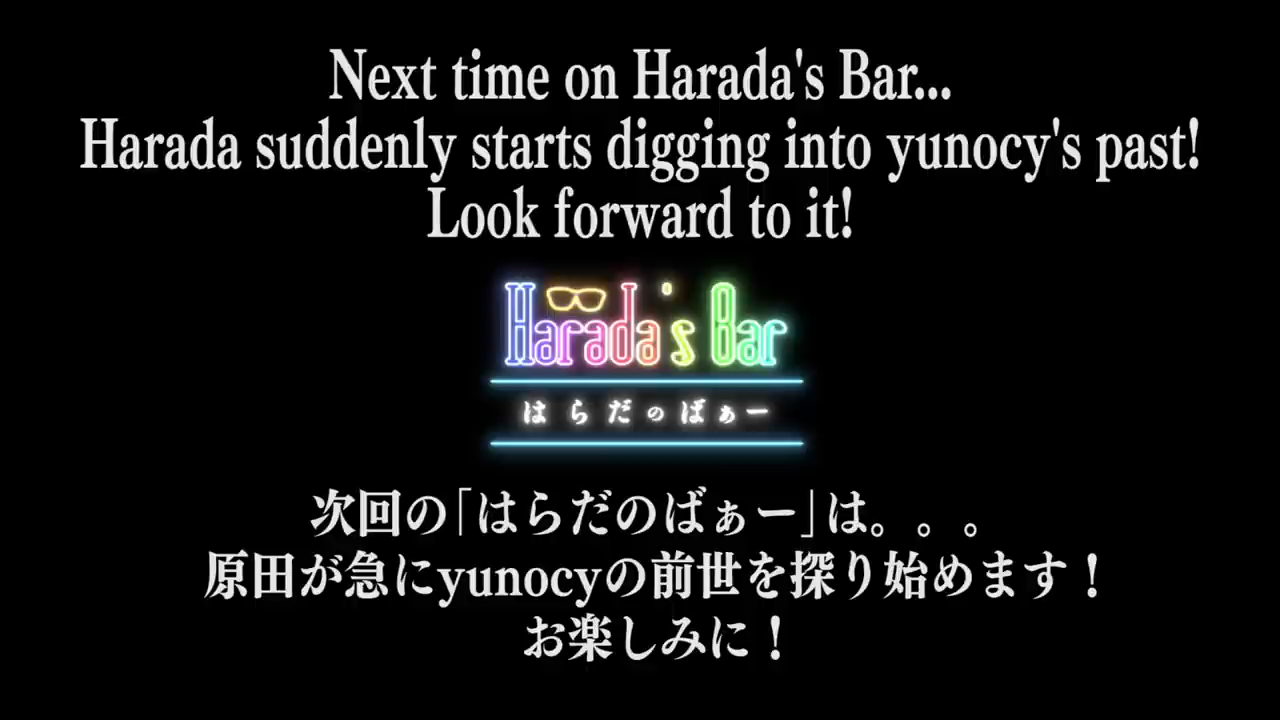 Next time on Harada's Bar...
Harada suddenly starts digging into yunocy's past!
Look forward to it!
Harada's Bar
はらだのばぁー
次回の「はらだのばぁー」は。。。
原田が急にyunocyの前世を探り始めます！
お楽しみに！